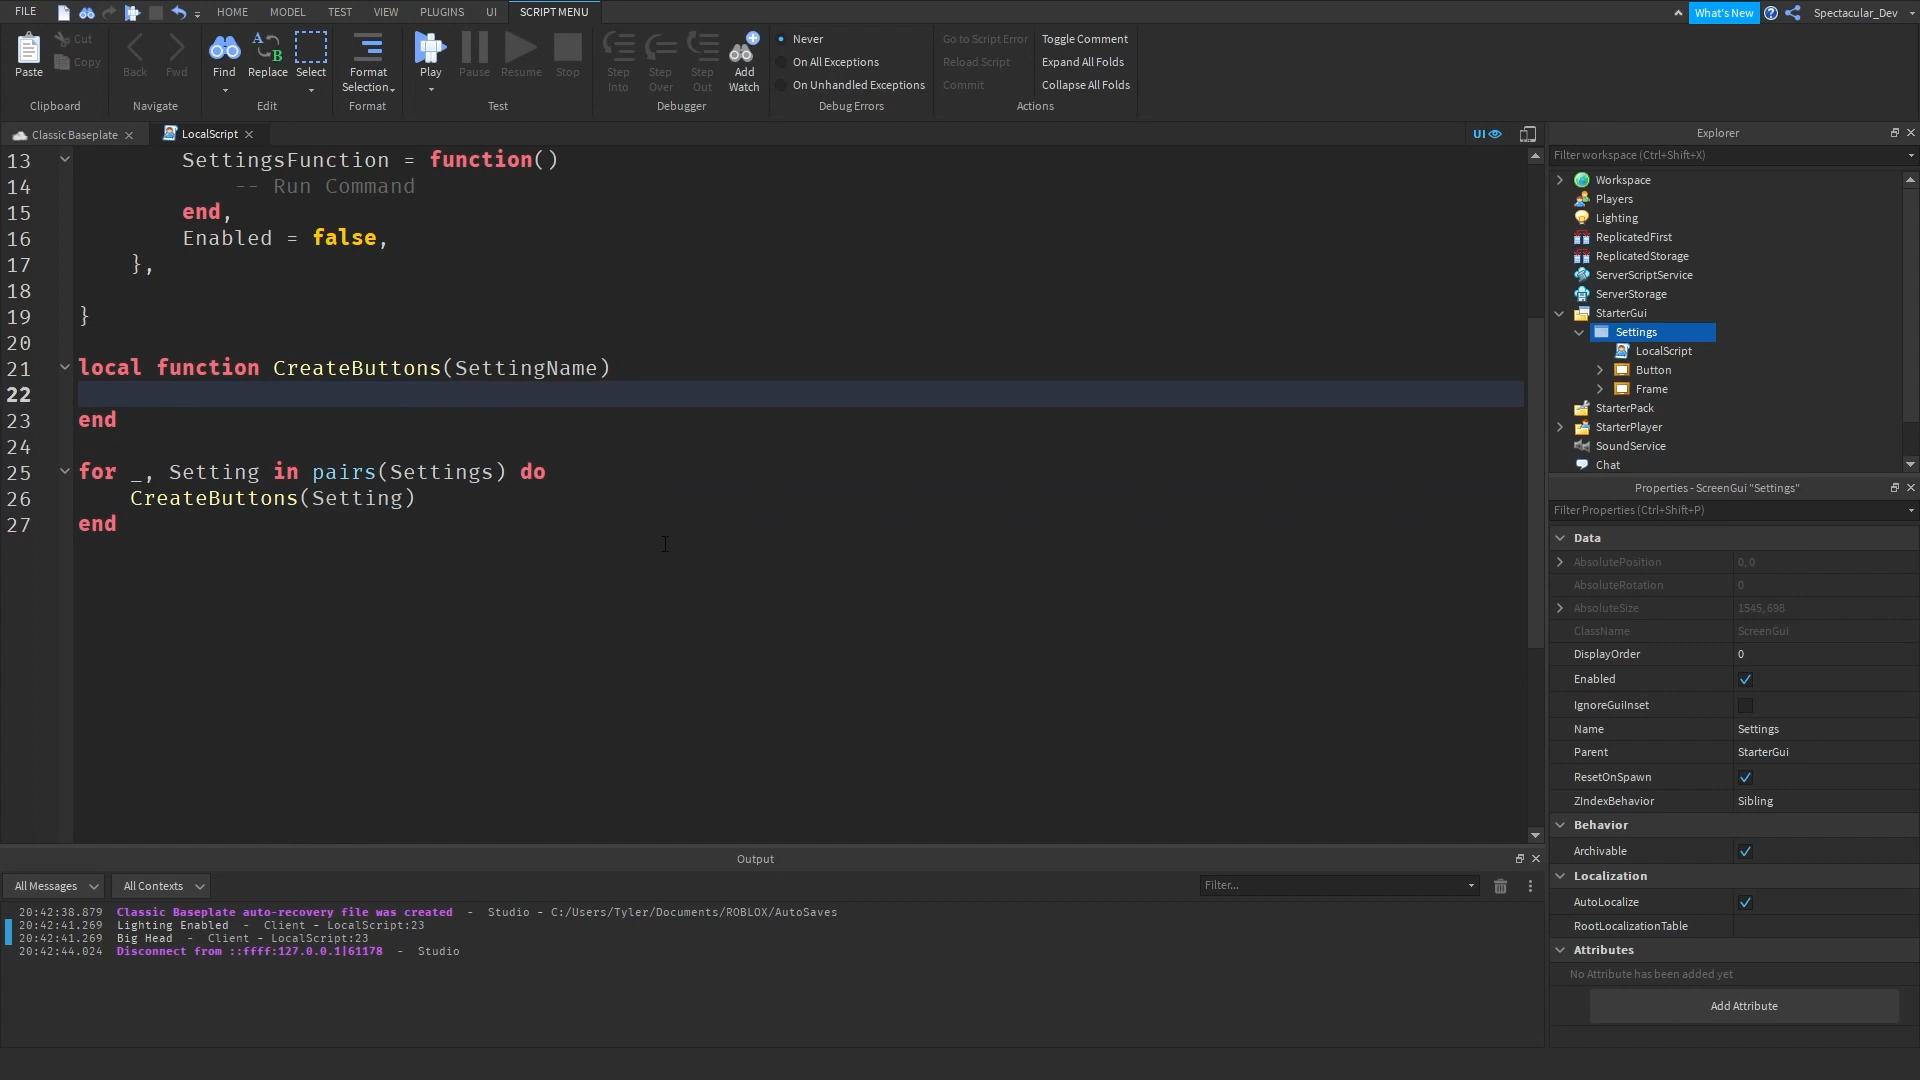 FILE HOME MODEL TEST VIEW PLUGINS UI SCRIPT MENU What's New Spectacular_Dev
Paste Cut Copy Back Fwd Find Replace Select Format Selection Play Pause Resume Stop Step Into Step Over Step Out Add Watch
Never
On All Exceptions
On Unhandled Exceptions
Go to Script Error Toggle Comment
Reload Script Expand All Folds
Commit Collapse All Folds
Clipboard Navigate Edit Format Test Debugger Debug Errors Actions
Classic Baseplate LocalScript UI
13 SettingsFunction = function()
14 -- Run Command
15 end,
16 Enabled = false,
17 },
18
19 }
20
21 local function CreateButtons(SettingName)
22
23 end
24
25 for _, Setting in pairs(Settings) do
26 CreateButtons(Setting)
27 end
Output
All Messages All Contexts Filter...
20:42:38.879 Classic Baseplate auto-recovery file was created - Studio - C:/Users/Tyler/Documents/ROBLOX/AutoSaves
20:42:41.269 Lighting Enabled - Client - LocalScript:23
20:42:41.269 Big Head - Client - LocalScript:23
20:42:44.024 Disconnect from ::ffff:127.0.0.1|61178 - Studio
Explorer
Filter workspace (Ctrl+Shift+X)
Workspace
Players
Lighting
ReplicatedFirst
ReplicatedStorage
ServerScriptService
ServerStorage
StarterGui
Settings
LocalScript
Button
Frame
StarterPack
StarterPlayer
SoundService
Chat
Properties - ScreenGui "Settings"
Filter Properties (Ctrl+Shift+P)
Data
AbsolutePosition 0, 0
AbsoluteRotation 0
AbsoluteSize 1545, 698
ClassName ScreenGui
DisplayOrder 0
Enabled
IgnoreGuiInset
Name Settings
Parent StarterGui
ResetOnSpawn
ZIndexBehavior Sibling
Behavior
Archivable
Localization
AutoLocalize
RootLocalizationTable
Attributes
No Attribute has been added yet
Add Attribute